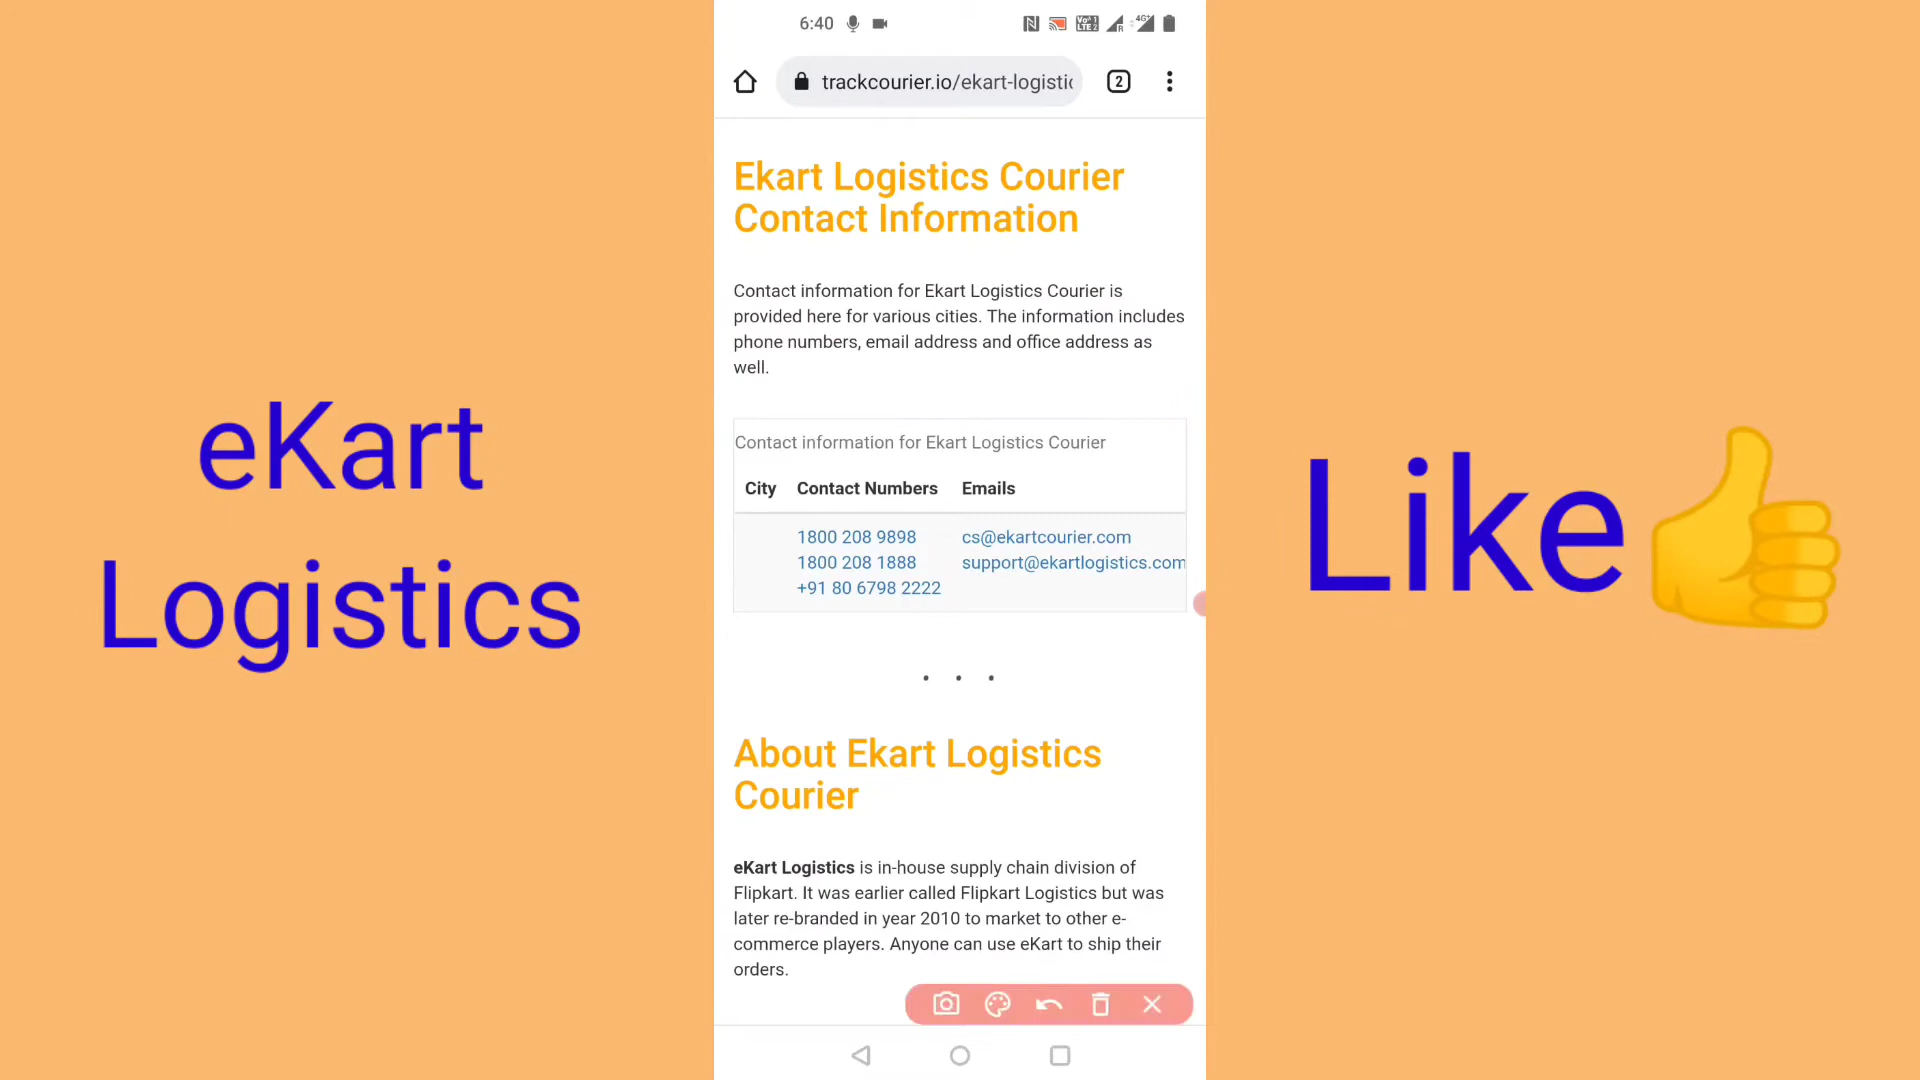 6:40
Vo 1
LTE 2
R
4G+
trackcourier.io/ekart-logistic
2
Ekart Logistics Courier
Contact Information
Contact information for Ekart Logistics Courier is
provided here for various cities. The information includes
phone numbers, email address and office address as
well.
Contact information for Ekart Logistics Courier
City Contact Numbers Emails
1800 208 9898 cs@ekartcourier.com
1800 208 1888 support@ekartlogistics.com
+91 80 6798 2222
. . .
About Ekart Logistics
Courier
eKart Logistics is in-house supply chain division of
Flipkart. It was earlier called Flipkart Logistics but was
later re-branded in year 2010 to market to other e-
commerce players. Anyone can use eKart to ship their
orders.
eKart
Logistics
Like